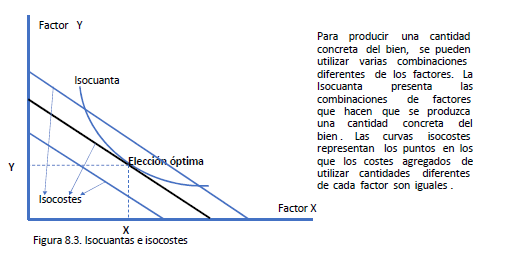 Factor Y
Isocuanta
Elección óptima
Y
Isocostes
Factor X
X
Figura 8.3. Isocuantas e isocostes
Para producir una cantidad
concreta del bien, se pueden
utilizar varias combinaciones
diferentes de los factores. La
Isocuanta presenta las
combinaciones de factores
que hacen que se produzca
una cantidad concreta del
bien. Las curvas isocostes
representan los puntos en los
que los costes agregados de
utilizar cantidades diferentes
de cada factor son iguales .